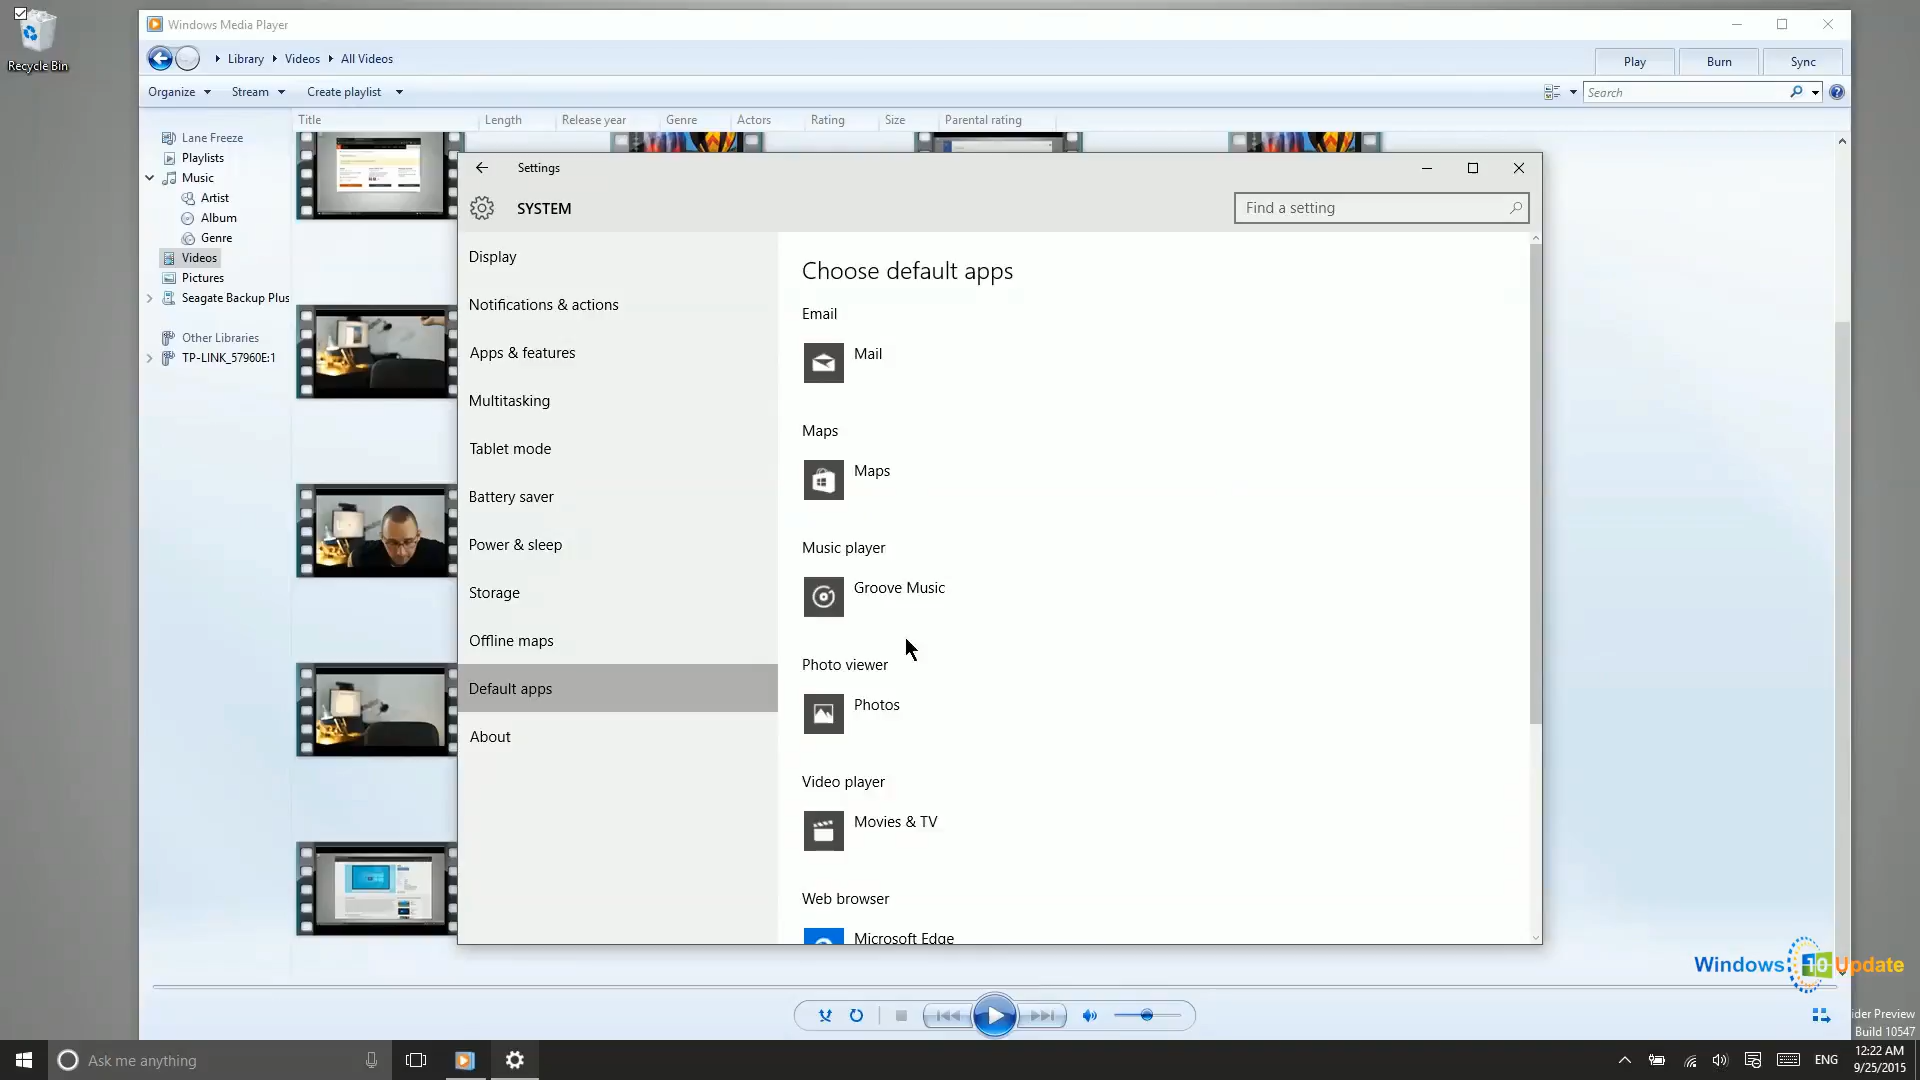 Recycle Bin
Windows Media Player
Library Videos All Videos
Play Burn Sync
Organize Stream Create playlist
Search
Title Length Release year Genre Actors Rating Size Parental rating
Lane Freeze
Playlists
Music
Artist
Album
Genre
Videos
Pictures
Seagate Backup Plus
Other Libraries
TP-LINK_57960E:1
Settings
SYSTEM
Find a setting
Display
Notifications & actions
Apps & features
Multitasking
Tablet mode
Battery saver
Power & sleep
Storage
Offline maps
Default apps
About
Choose default apps
Email
Mail
Maps
Maps
Music player
Groove Music
Photo viewer
Photos
Video player
Movies & TV
Web browser
Microsoft Edge
Windows 10 Update
ider Preview
Build 10547
Ask me anything
ENG
12:22 AM
9/25/2015